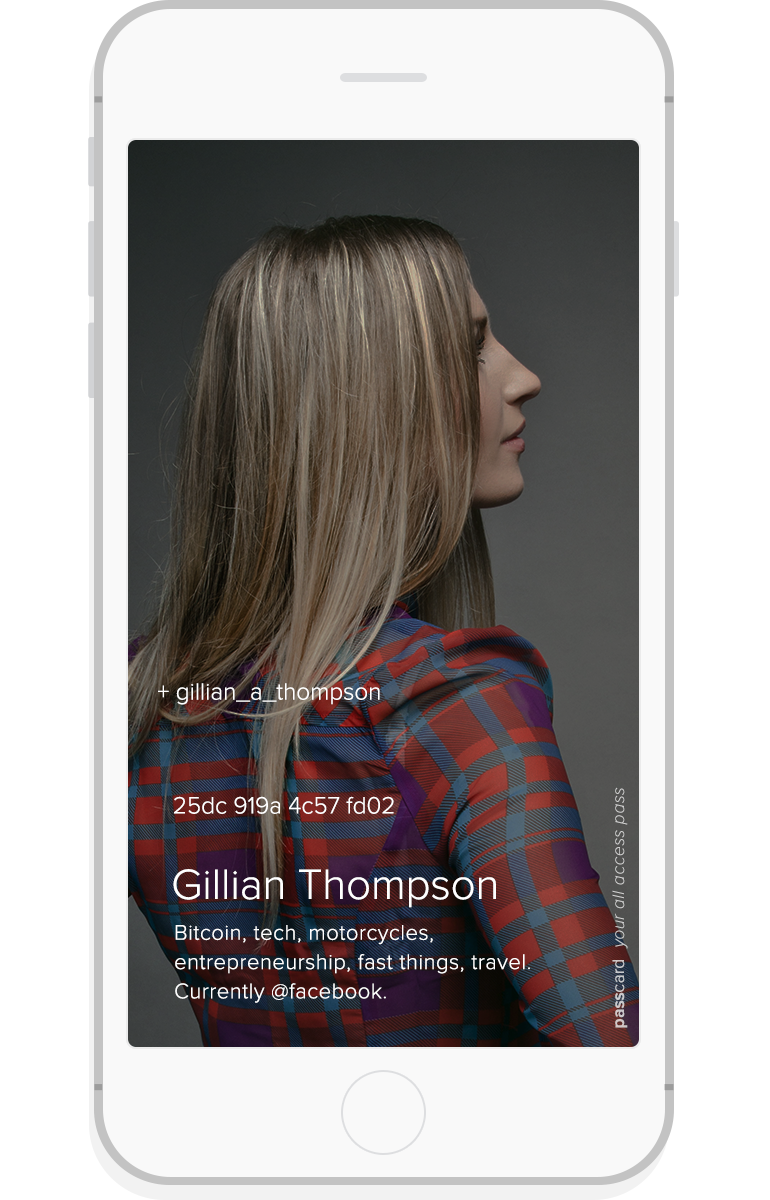 + gillian_a_thompson
25dc 919a 4c57 fd02
Gillian Thompson
Bitcoin, tech, motorcycles,
entrepreneurship, fast things, travel.
Currently @facebook.
passcard your all access pass